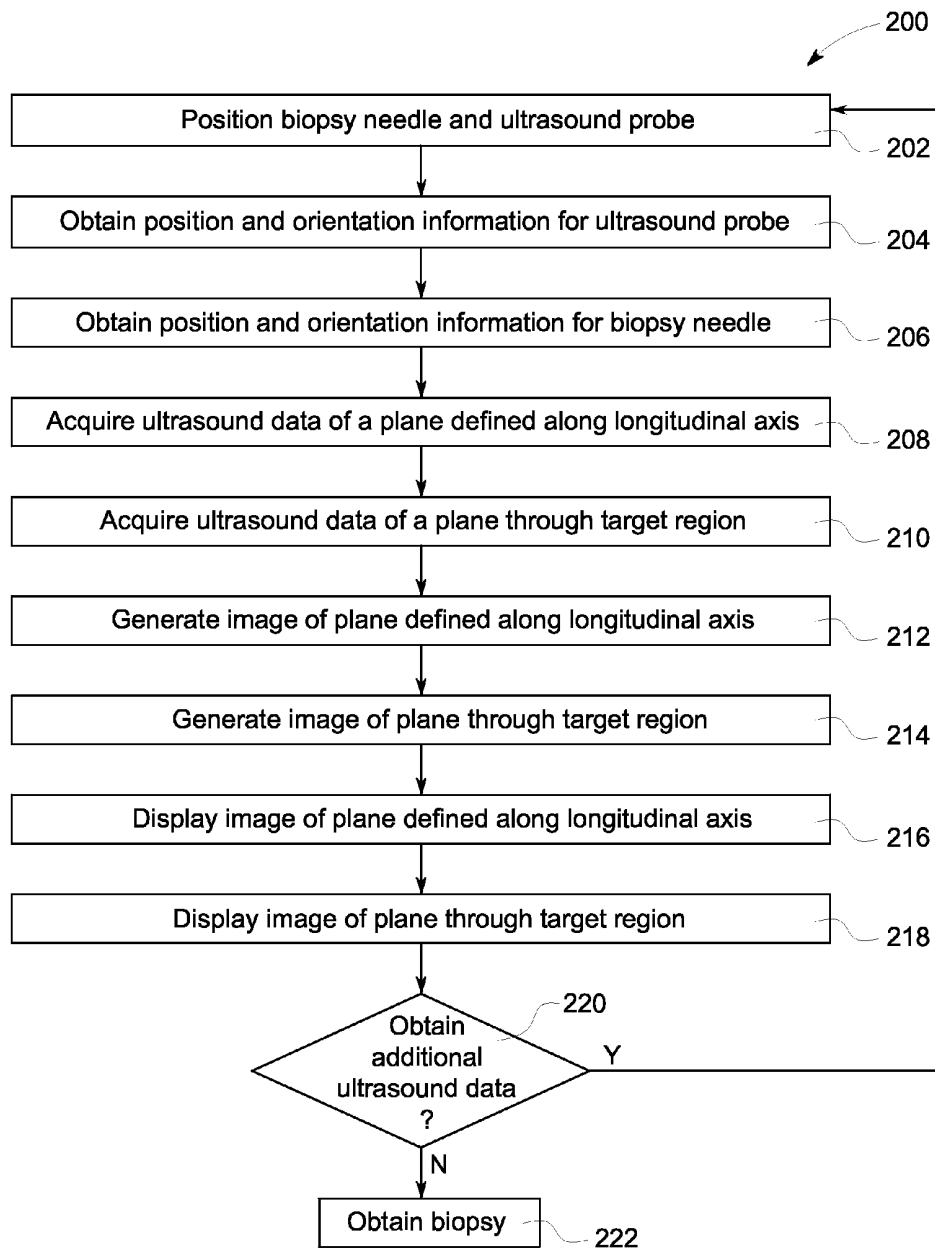 200
Position biopsy needle and ultrasound probe
202
Obtain position and orientation information for ultrasound probe
204
Obtain position and orientation information for biopsy needle
206
Acquire ultrasound data of a plane defined along longitudinal axis
208
Acquire ultrasound data of a plane through target region
210
Generate image of plane defined along longitudinal axis
212
Generate image of plane through target region
214
Display image of plane defined along longitudinal axis
216
Display image of plane through target region
218
220
Obtain
additional
ultrasound data
?
Y
N
Obtain biopsy
222